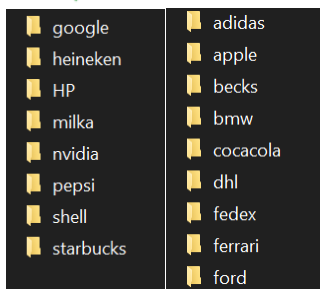 google
heineken
HP
milka
nvidia
pepsi
shell
starbucks
adidas
apple
becks
bmw
cocacola
dhl
fedex
ferrari
ford